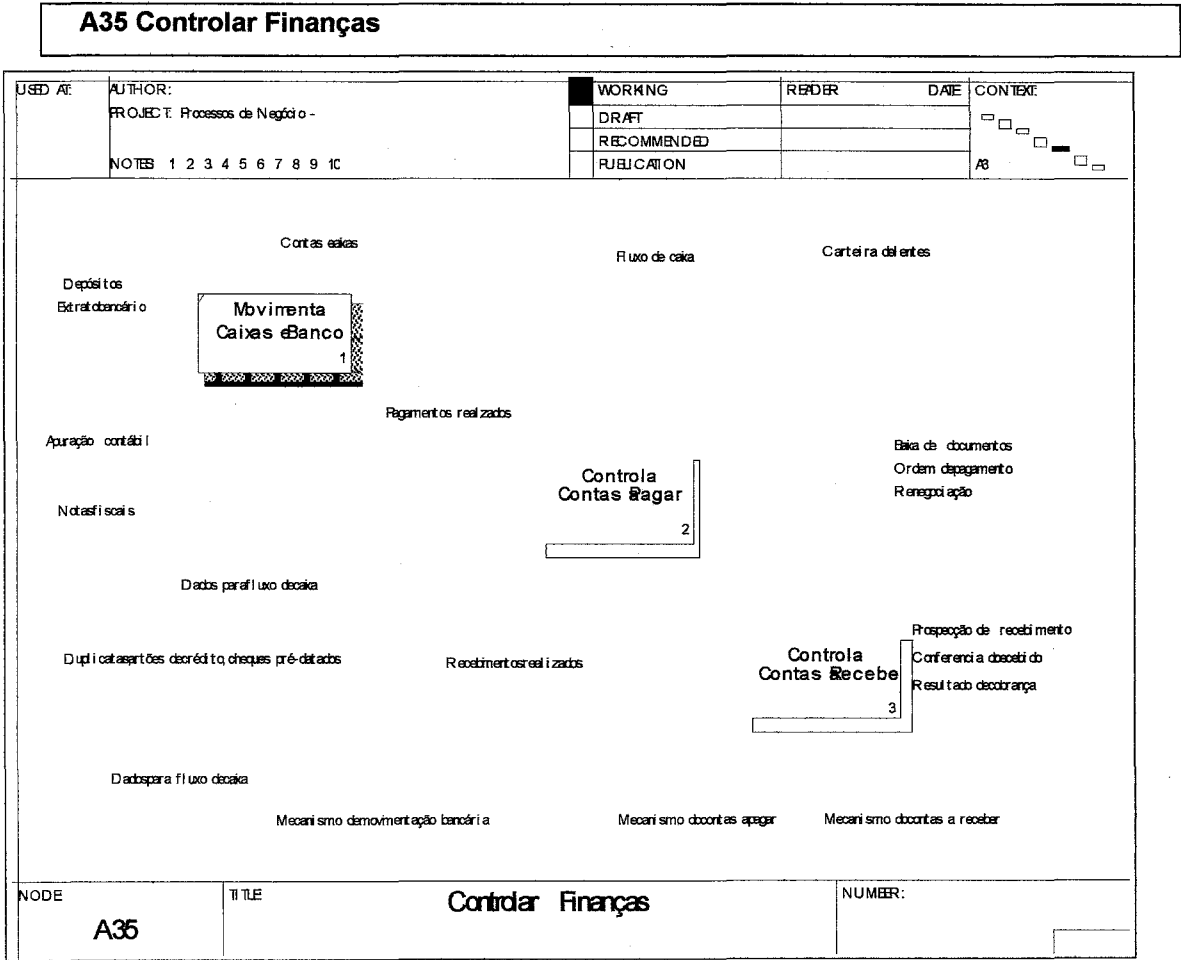 A35 Controlar Finanças
USED AT:
AUTHOR:
PROJECT: Processos de Negócio -
NOTES: 1 2 3 4 5 6 7 8 9 10
WORKING
DRAFT
RECOMMENDED
PUBLICATION
READER DATE
CONTEXT:
A3
Contas e caixas
Fluxo de caixa
Carteira de clientes
Depósitos
Extrato bancário
Movimenta
Caixas e Banco
1
Pagamentos realizados
Apuração contábil
Baixa de documentos
Ordem de pagamento
Renegociação
Controla
Contas a Pagar
2
Notas fiscais
Dados para fluxo de caixa
Prospecção de recebimento
Duplicatas, cartões de crédito, cheques pré-datados
Recebimentos realizados
Controla
Contas a Recebe
3
Conferencia do recebido
Resultado de cobrança
Dados para fluxo de caixa
Mecanismo de movimentação bancária
Mecanismo do contas a pagar
Mecanismo do contas a receber
NODE
A35
TITLE
Controlar Finanças
NUMBER: